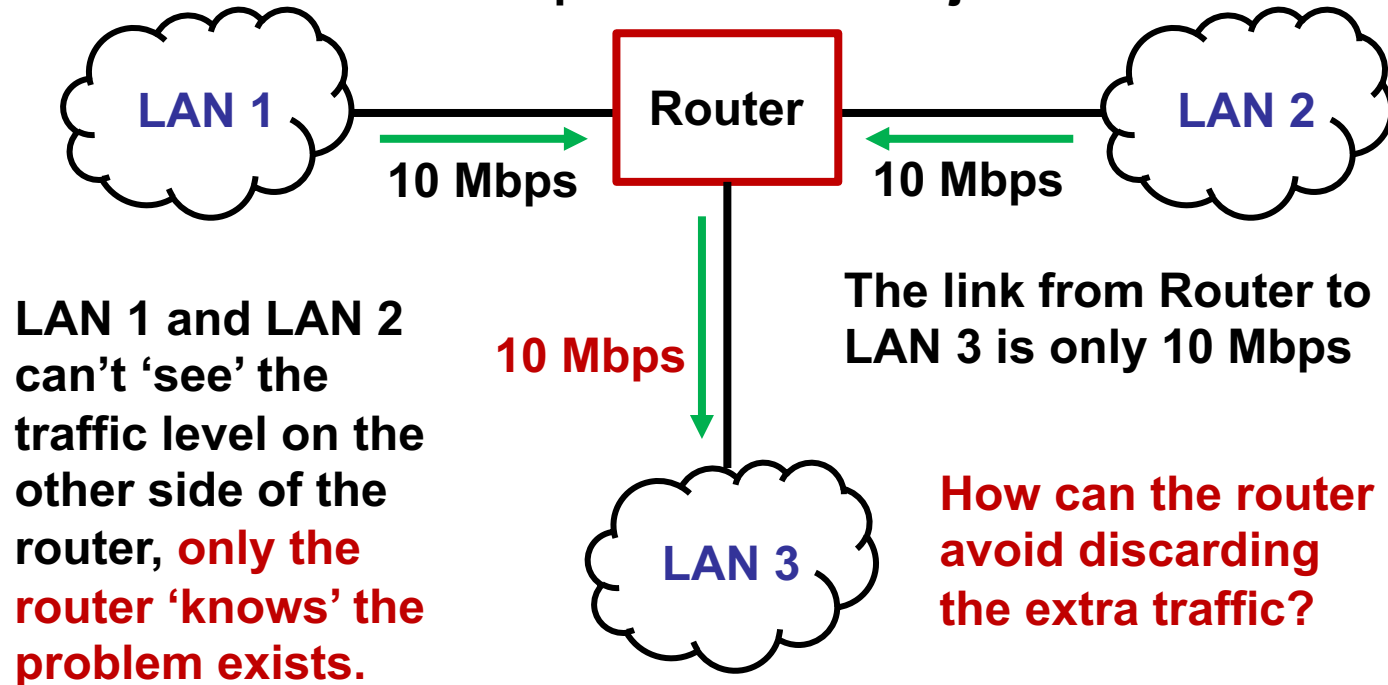 LAN 1
Router
LAN 2
10 Mbps
10 Mbps
LAN 1 and LAN 2
can't ‘see’ the
traffic level on the
other side of the
router, only the
router ‘knows’ the
problem exists.
10 Mbps
The link from Router to
LAN 3 is only 10 Mbps
LAN 3
How can the router
avoid discarding
the extra traffic?